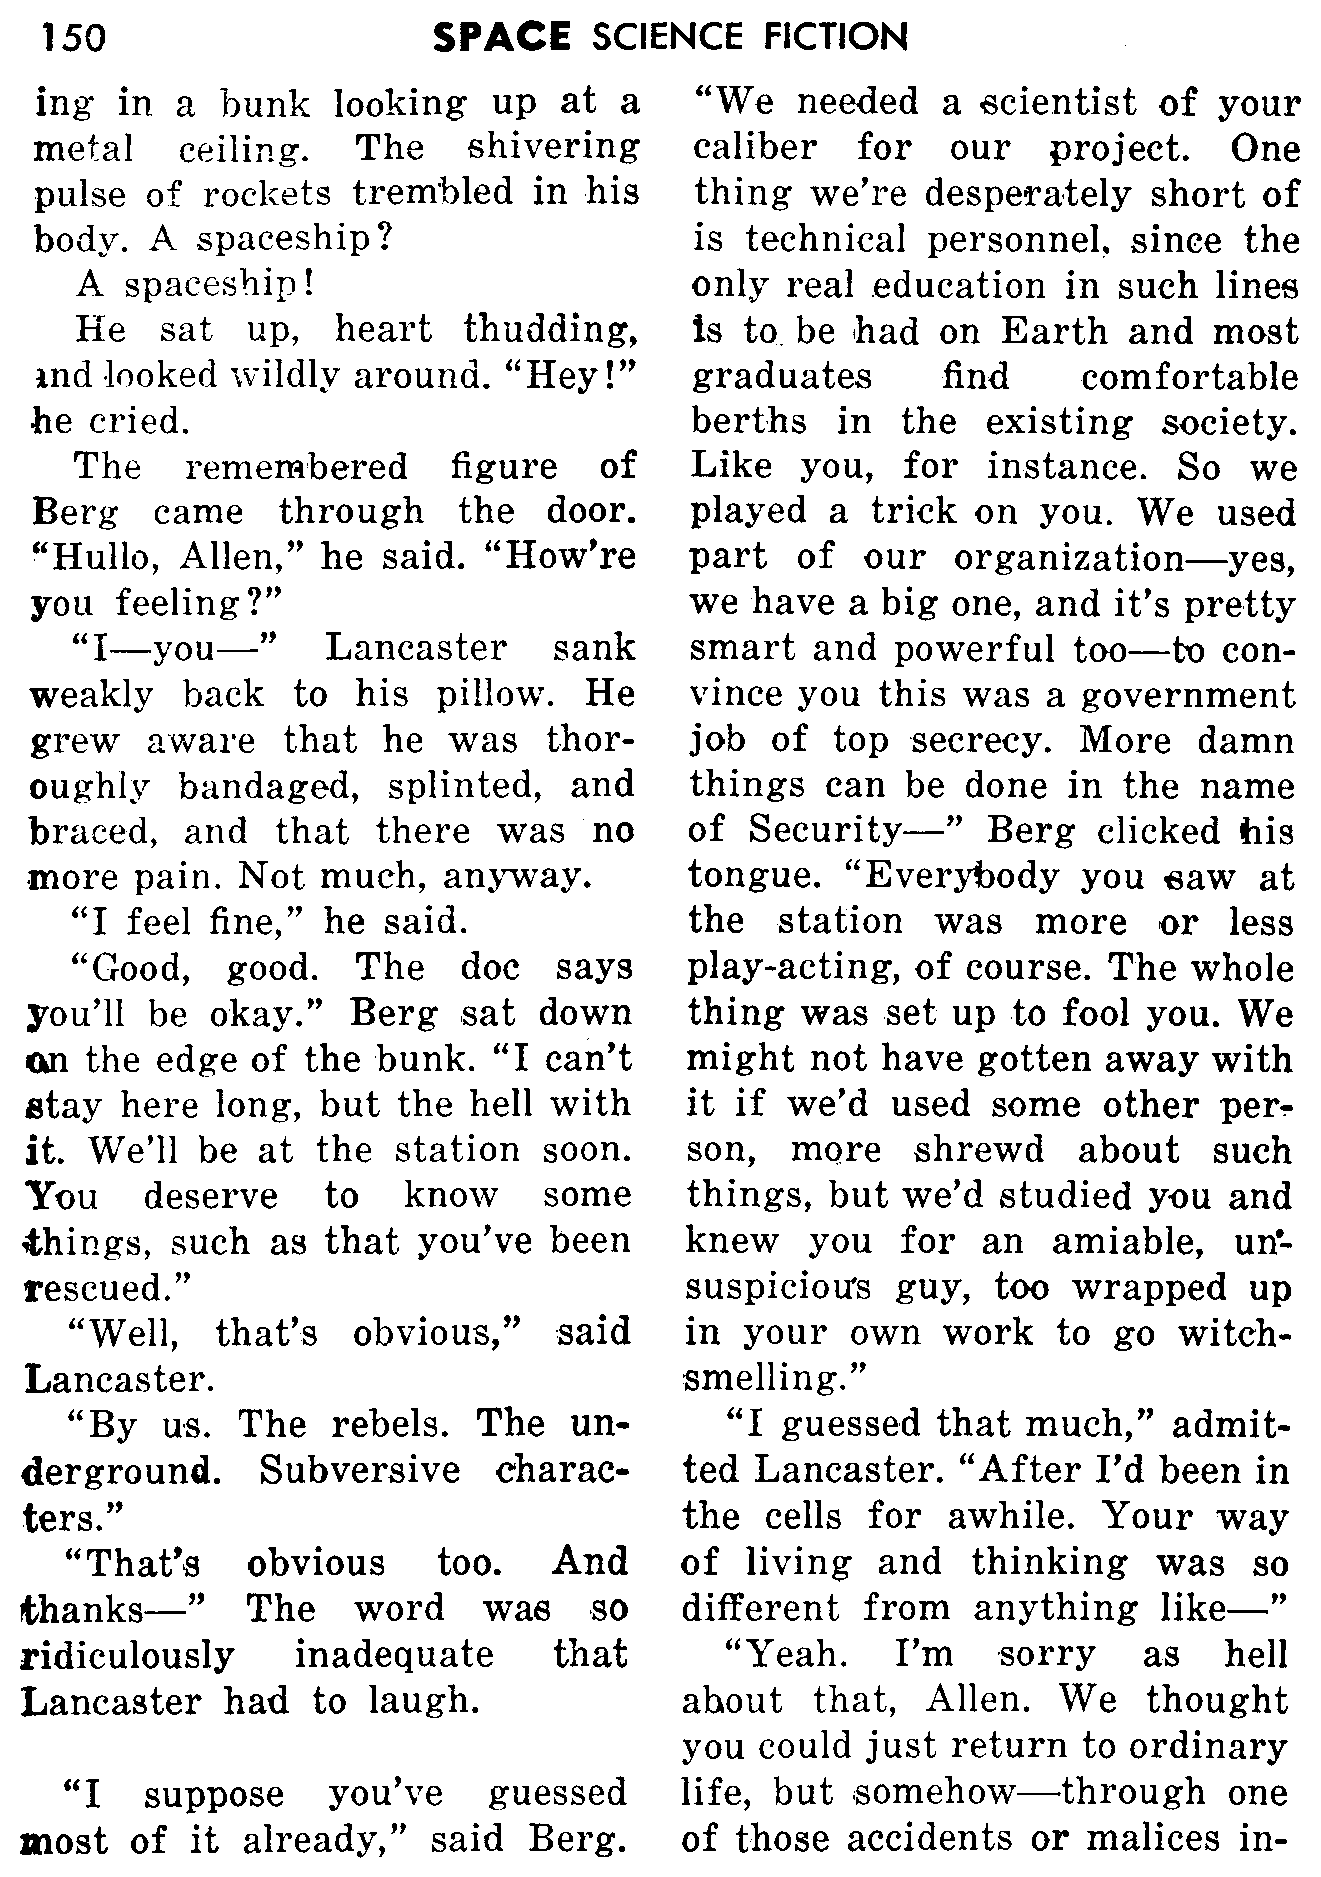 150 SPACE SCIENCE FICTION
ing in a bunk looking up at a
metal ceiling. The shivering
pulse of rockets trembled in his
body. A spaceship?
A spaceship!
He sat up, heart thudding,
and looked wildly around. “Hey!”
he cried.
The remembered figure of
Berg came through the door.
“Hullo, Allen,” he said. “How’re
you feeling?”
“I—you—” Lancaster sank
weakly back to his pillow. He
grew aware that he was thor-
oughly bandaged, splinted, and
braced, and that there was no
more pain. Not much, anyway.
“I feel fine,” he said.
“Good, good. The doc says
you’ll be okay.” Berg sat down
on the edge of the bunk. “I can’t
stay here long, but the hell with
it. We’ll be at the station soon.
You deserve to know some
things, such as that you’ve been
rescued.”
“Well, that’s obvious,” said
Lancaster.
“By us. The rebels. The un-
derground. Subversive charac-
ters.”
“That’s obvious too. And
thanks—” The word was so
ridiculously inadequate that
Lancaster had to laugh.
“I suppose you’ve guessed
most of it already,” said Berg.
“We needed a scientist of your
caliber for our project. One
thing we’re desperately short of
is technical personnel, since the
only real education in such lines
is to be had on Earth and most
graduates find comfortable
berths in the existing society.
Like you, for instance. So we
played a trick on you. We used
part of our organization—yes,
we have a big one, and it’s pretty
smart and powerful too—to con-
vince you this was a government
job of top secrecy. More damn
things can be done in the name
of Security—” Berg clicked his
tongue. “Everybody you saw at
the station was more or less
play-acting, of course. The whole
thing was set up to fool you. We
might not have gotten away with
it if we’d used some other per-
son, more shrewd about such
things, but we’d studied you and
knew you for an amiable, un-
suspicious guy, too wrapped up
in your own work to go witch-
smelling.”
“I guessed that much,” admit-
ted Lancaster. “After I’d been in
the cells for awhile. Your way
of living and thinking was so
different from anything like—”
“Yeah. I’m sorry as hell
about that, Allen. We thought
you could just return to ordinary
life, but somehow—through one
of those accidents or malices in-